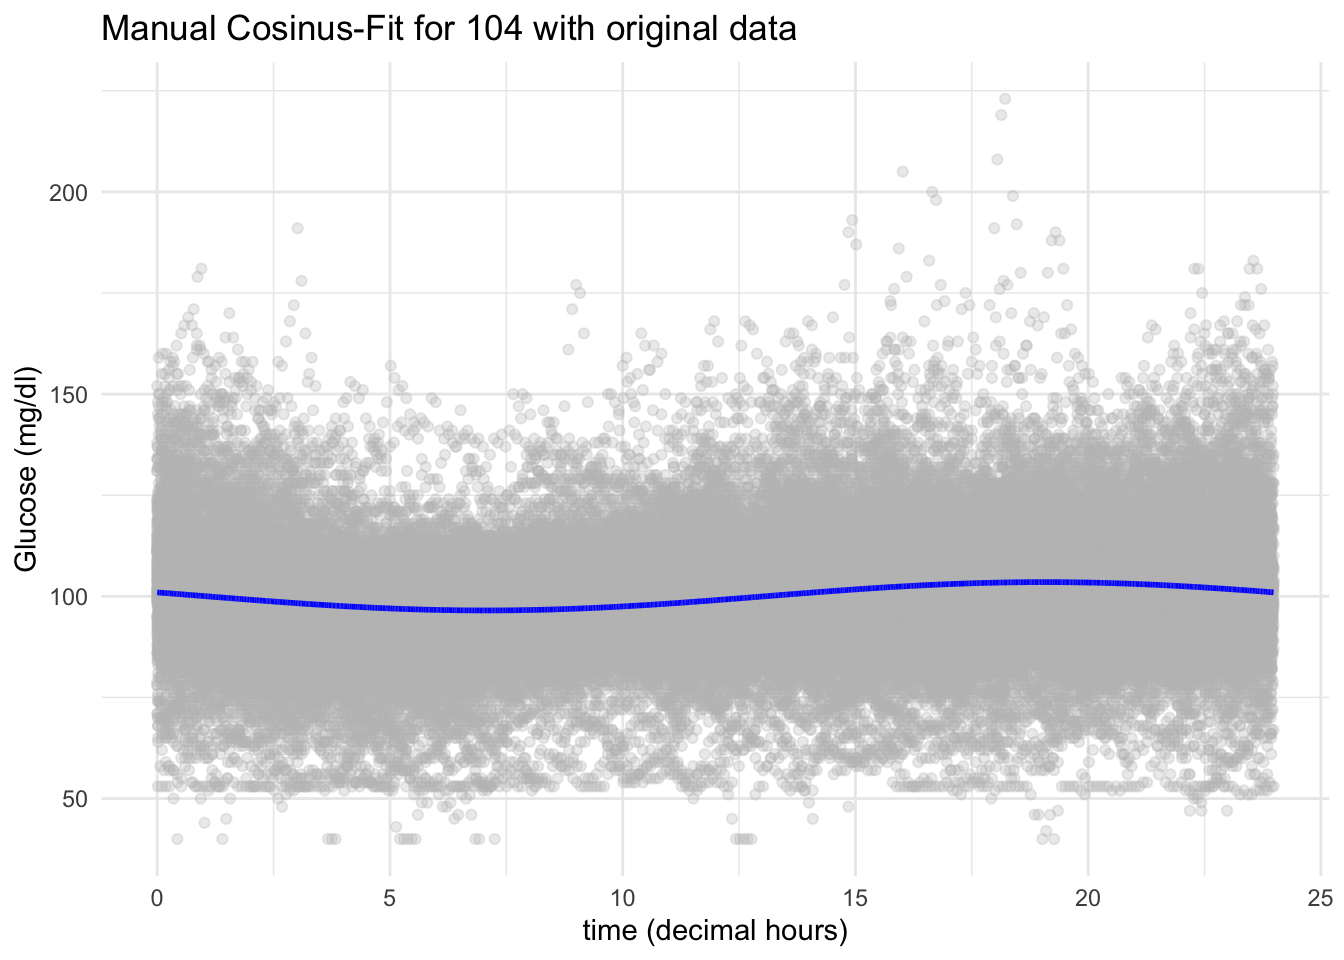 Manual Cosinus-Fit for 104 with original data
Glucose (mg/dl)
200
150
100
50
0 5 10 15 20 25
time (decimal hours)